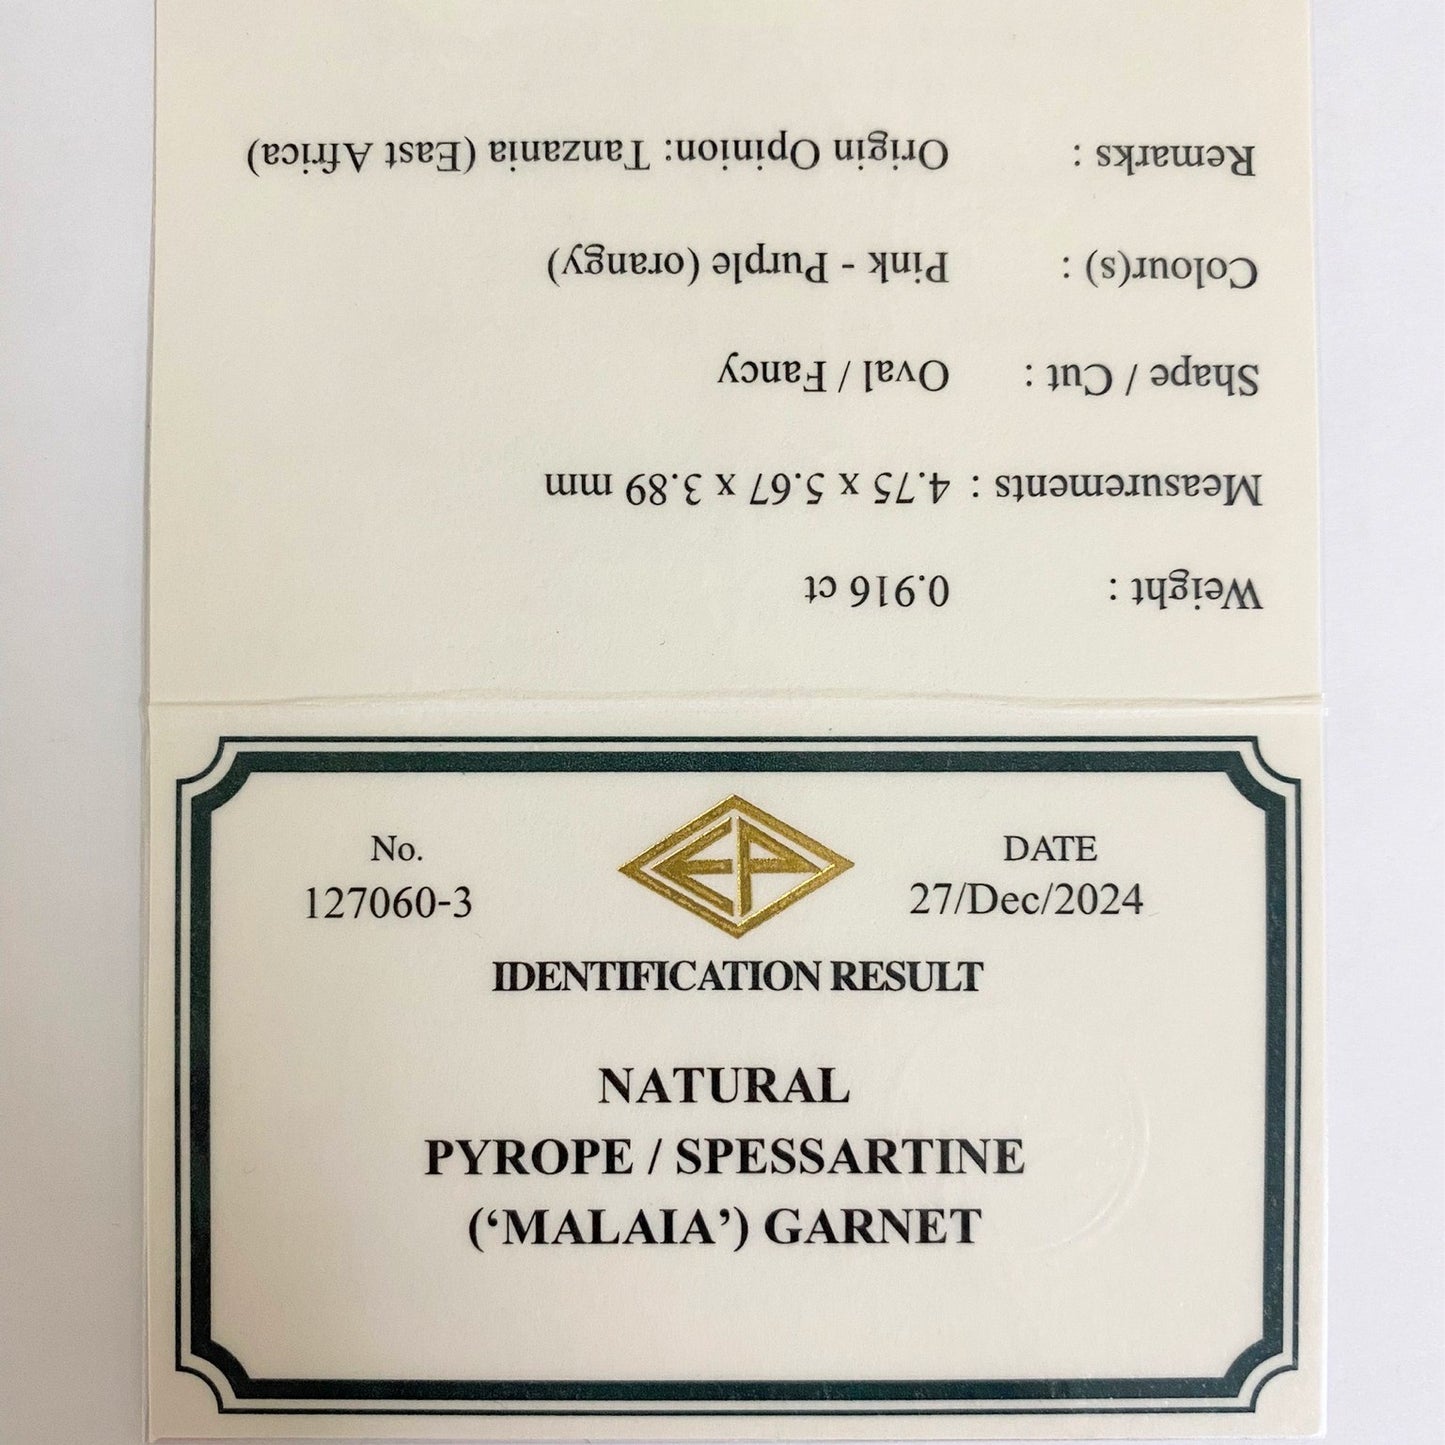 Weight : 0.916 ct
Measurements : 4.75 x 5.67 x 3.89 mm
Shape / Cut : Oval / Fancy
Colour(s) : Pink - Purple (orangy)
Remarks : Origin Opinion: Tanzania (East Africa)
No. EP DATE
127060-3 27/Dec/2024
IDENTIFICATION RESULT
NATURAL
PYROPE / SPESSARTINE
(‘MALAIA’) GARNET